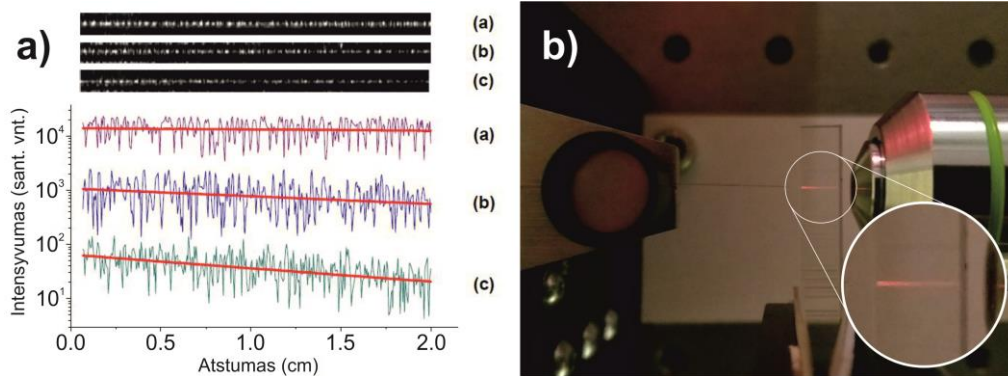 a)
(a)
(b)
(c)
Intensyvumas (sant. vnt.)
10⁴
10³
10²
10¹
(a)
(b)
(c)
0.0 0.5 1.0 1.5 2.0
Atstumas (cm)
b)